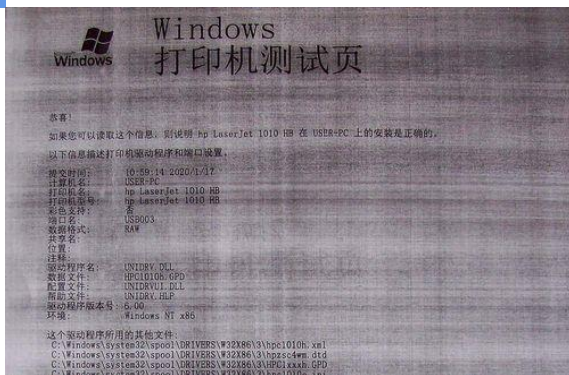 Windows
Windows
打印机测试页
恭喜!
如果您可以读取这个信息，则说明 hp LaserJet 1010 HB 在 USER-PC 上的安装是正确的。
以下信息描述打印机驱动程序和端口设置。
提交时间: 10:59:14 2020/1/17
计算机名: USER-PC
打印机名: hp LaserJet 1010 HB
打印机型号: hp LaserJet 1010 HB
彩色支持: 否
端口名: USB003
数据格式: RAW
共享名:
位置:
注释:
驱动程序名: UNIDRV.DLL
数据文件: HPC1010h.GPD
配置文件: UNIDRVUI.DLL
帮助文件: UNIDRV.HLP
驱动程序版本号: 6.00
环境: Windows NT x86
这个驱动程序所用的其他文件:
C:\Windows\system32\spool\DRIVERS\W32X86\3\hpc1010h.xml
C:\Windows\system32\spool\DRIVERS\W32X86\3\hpzsc4wm.dtd
C:\Windows\system32\spool\DRIVERS\W32X86\3\HPC1xxxh.GPD